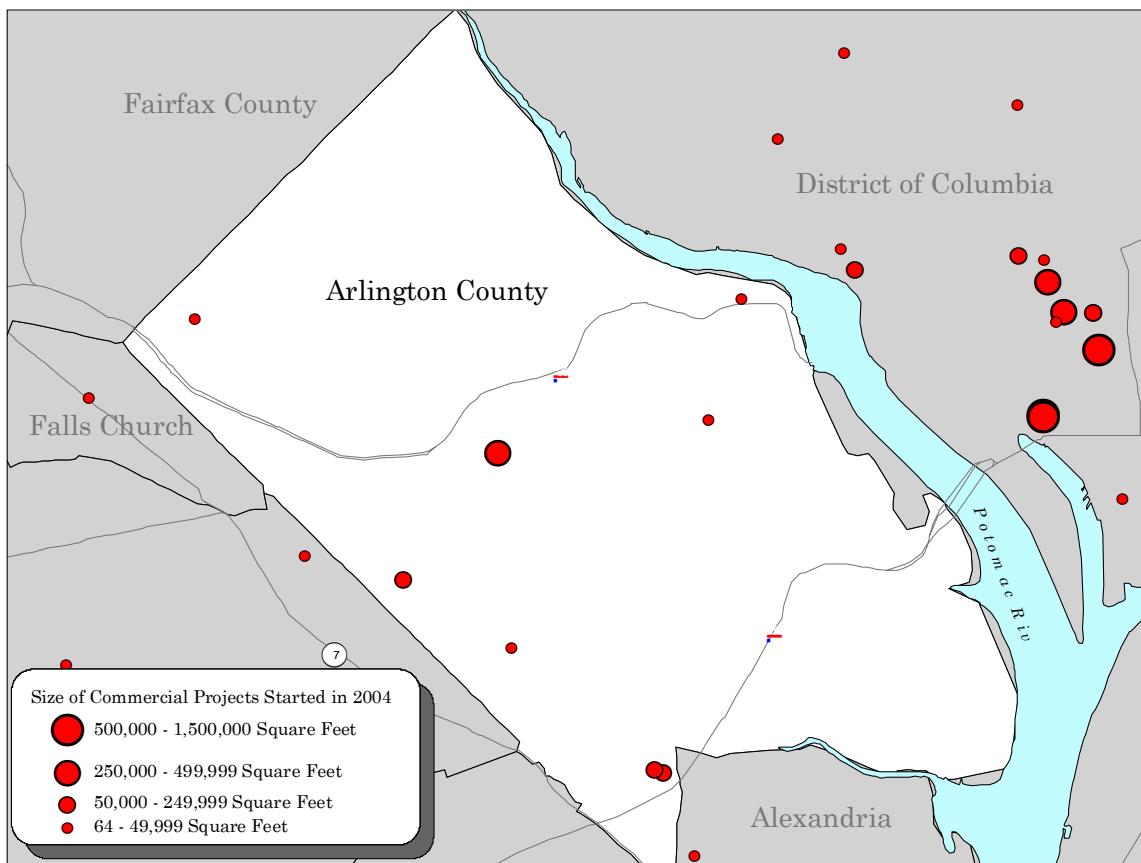 Fairfax County
District of Columbia
Arlington County
Falls Church
Potomac Riv
7
Size of Commercial Projects Started in 2004
500,000 - 1,500,000 Square Feet
250,000 - 499,999 Square Feet
50,000 - 249,999 Square Feet
64 - 49,999 Square Feet
Alexandria